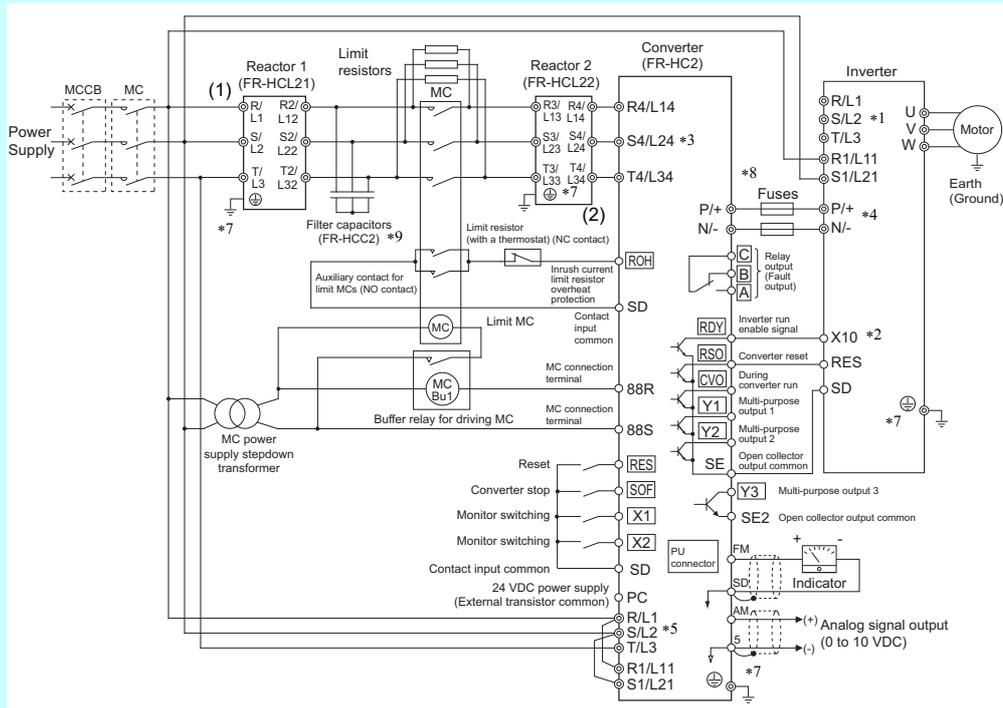 MCCB
MC
Power
Supply
(1)
Reactor 1
(FR-HCL21)
R/
L1
R2/
L12
S/
L2
S2/
L22
T/
L3
T2/
L32
*7
Limit
resistors
MC
Filter capacitors
(FR-HCC2) *9
Reactor 2
(FR-HCL22)
R3/
L13
R4/
L14
S3/
L23
S4/
L24
T3/
L33
T4/
L34
*7
(2)
Converter
(FR-HC2)
R4/L14
S4/L24 *3
T4/L34
*8
Fuses
P/+
N/-
P/+
N/-
*4
Inverter
R/L1
S/L2 *1
T/L3
R1/L11
S1/L21
U
V
W
Motor
Earth
(Ground)
Limit resistor
(with a thermostat) (NC contact)
Auxiliary contact for
limit MCs (NO contact)
Inrush current
limit resistor
overheat
protection
ROH
SD
Contact
input
common
MC
Limit MC
MC
Bu1
Buffer relay for driving MC
MC connection
terminal
88R
MC connection
terminal
88S
MC power
supply stepdown
transformer
C
B
A
Relay
output
(Fault
output)
RDY
Inverter run
enable signal
X10 *2
RSO
Converter reset
RES
CVO
During
converter run
SD
Y1
Multi-purpose
output 1
Y2
Multi-purpose
output 2
SE
Open collector
output common
*7
Y3
Multi-purpose output 3
SE2
Open collector output common
Reset
RES
Converter stop
SOF
Monitor switching
X1
Monitor switching
X2
Contact input common
SD
24 VDC power supply
(External transistor common)
PC
R/L1
S/L2 *5
T/L3
R1/L11
S1/L21
PU
connector
FM
+
-
Indicator
SD
AM
(+)
Analog signal output
(0 to 10 VDC)
5
(-)
*7